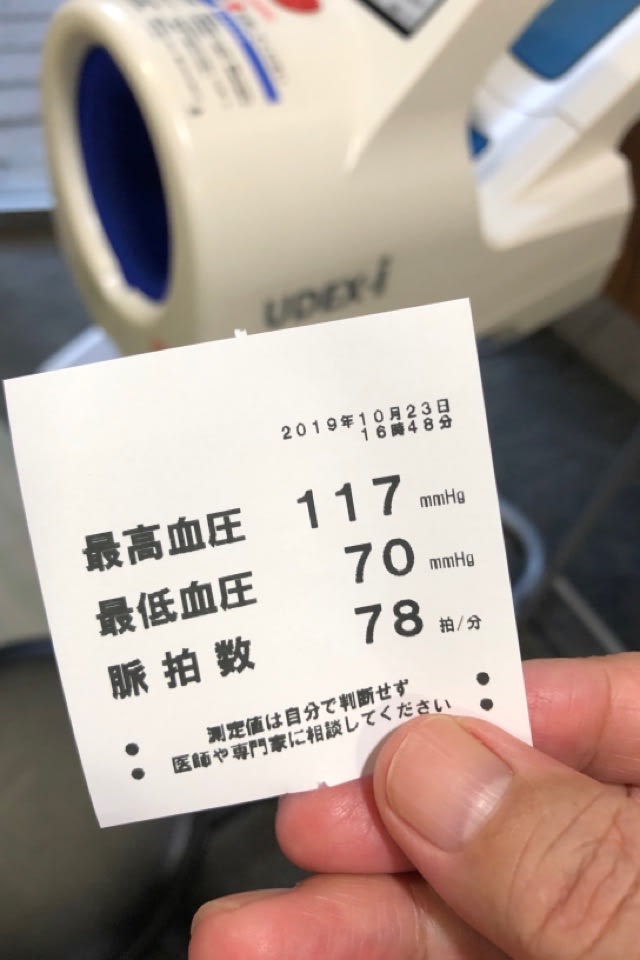 UDEX-i
2019年10月23日
16時48分
最高血圧 117 mmHg
最低血圧 70 mmHg
脈拍数 78 拍/分
測定値は自分で判断せず
医師や専門家に相談してください